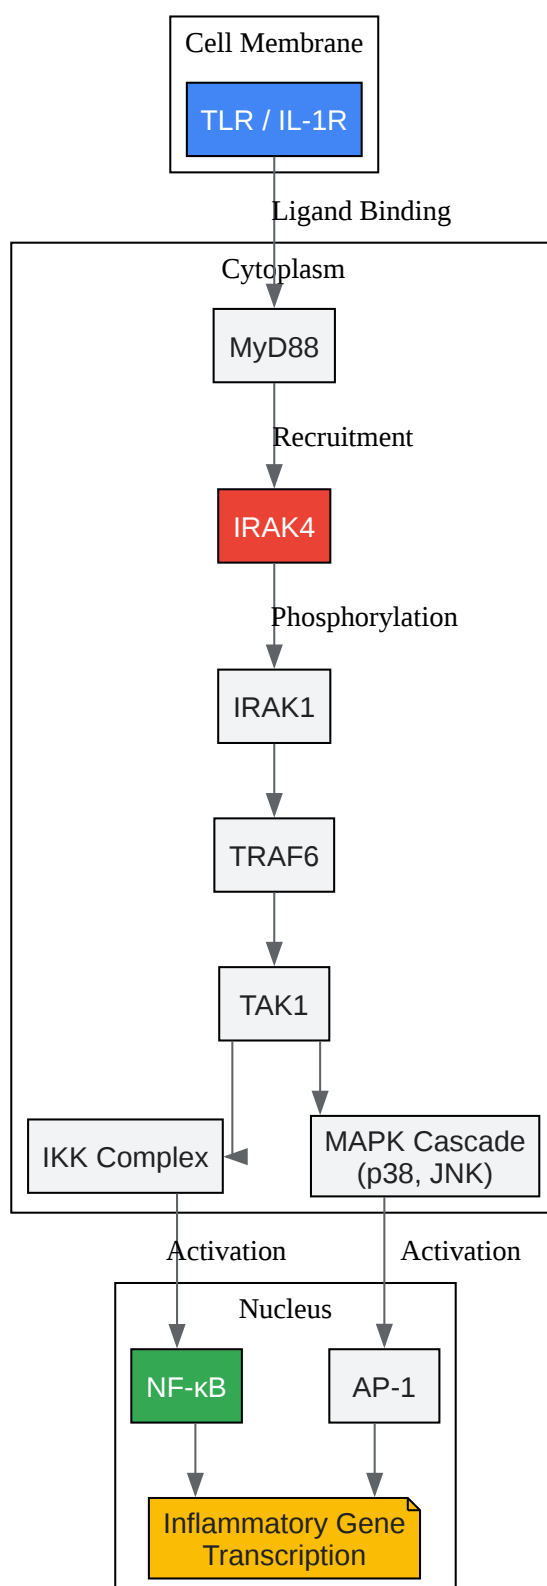 Cell Membrane
TLR / IL-1R
Ligand Binding
Cytoplasm
MyD88
Recruitment
IRAK4
Phosphorylation
IRAK1
TRAF6
TAK1
IKK Complex
MAPK Cascade
(p38, JNK)
Activation
Activation
Nucleus
NF-κB
AP-1
Inflammatory Gene
Transcription